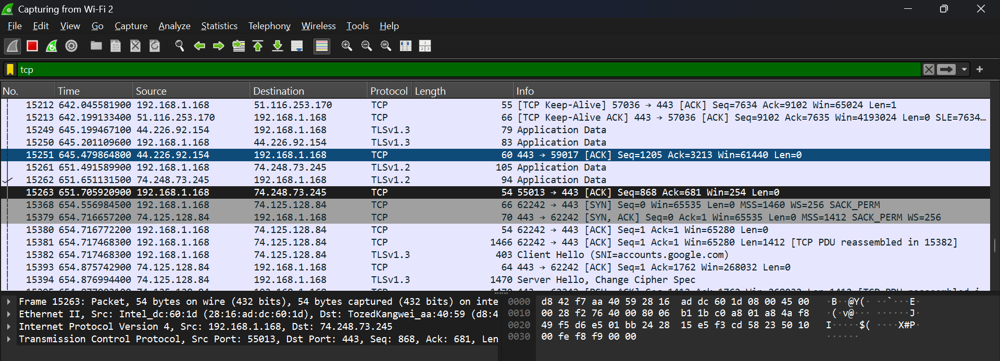 Capturing from Wi-Fi 2
File Edit View Go Capture Analyze Statistics Telephony Wireless Tools Help
tcp
No. Time Source Destination Protocol Length Info
15212 642.045581900 192.168.1.168 51.116.253.170 TCP 55 [TCP Keep-Alive] 57036 → 443 [ACK] Seq=7634 Ack=9102 Win=65024 Len=1
15213 642.199133400 51.116.253.170 192.168.1.168 TCP 66 [TCP Keep-Alive ACK] 443 → 57036 [ACK] Seq=9102 Ack=7635 Win=4193024 Len=0 SLE=7634…
15249 645.199467100 44.226.92.154 192.168.1.168 TLSv1.3 79 Application Data
15250 645.201109600 192.168.1.168 44.226.92.154 TLSv1.3 83 Application Data
15251 645.479864800 44.226.92.154 192.168.1.168 TCP 60 443 → 59017 [ACK] Seq=1205 Ack=3213 Win=61440 Len=0
15261 651.491589900 192.168.1.168 74.248.73.245 TLSv1.2 105 Application Data
15262 651.651131500 74.248.73.245 192.168.1.168 TLSv1.2 94 Application Data
15263 651.705920900 192.168.1.168 74.248.73.245 TCP 54 55013 → 443 [ACK] Seq=868 Ack=681 Win=254 Len=0
15368 654.556984500 192.168.1.168 74.125.128.84 TCP 66 62242 → 443 [SYN] Seq=0 Win=65535 Len=0 MSS=1460 WS=256 SACK_PERM
15379 654.716657200 74.125.128.84 192.168.1.168 TCP 70 443 → 62242 [SYN, ACK] Seq=0 Ack=1 Win=65535 Len=0 MSS=1412 SACK_PERM WS=256
15380 654.716772200 192.168.1.168 74.125.128.84 TCP 54 62242 → 443 [ACK] Seq=1 Ack=1 Win=65280 Len=0
15381 654.717468300 192.168.1.168 74.125.128.84 TCP 1466 62242 → 443 [ACK] Seq=1 Ack=1 Win=65280 Len=1412 [TCP PDU reassembled in 15382]
15382 654.717468300 192.168.1.168 74.125.128.84 TLSv1.3 403 Client Hello (SNI=accounts.google.com)
15393 654.875742900 74.125.128.84 192.168.1.168 TCP 64 443 → 62242 [ACK] Seq=1 Ack=1762 Win=268032 Len=0
15394 654.876994400 74.125.128.84 192.168.1.168 TLSv1.3 1470 Server Hello, Change Cipher Spec
Frame 15263: Packet, 54 bytes on wire (432 bits), 54 bytes captured (432 bits) on inte
Ethernet II, Src: Intel_dc:60:1d (28:16:ad:dc:60:1d), Dst: TozedKangwei_aa:40:59 (d8:4
Internet Protocol Version 4, Src: 192.168.1.168, Dst: 74.248.73.245
Transmission Control Protocol, Src Port: 55013, Dst Port: 443, Seq: 868, Ack: 681, Len
0000 d8 42 f7 aa 40 59 28 16 ad dc 60 1d 08 00 45 00 ·B··@Y(· ··`···E·
0010 00 28 f2 76 40 00 80 06 b1 1b c0 a8 01 a8 4a f8 ·(·v@··· ······J·
0020 49 f5 d6 e5 01 bb 24 28 15 e5 f3 cd 58 23 50 10 I·····$( ····X#P·
0030 00 fe f8 f9 00 00 ······